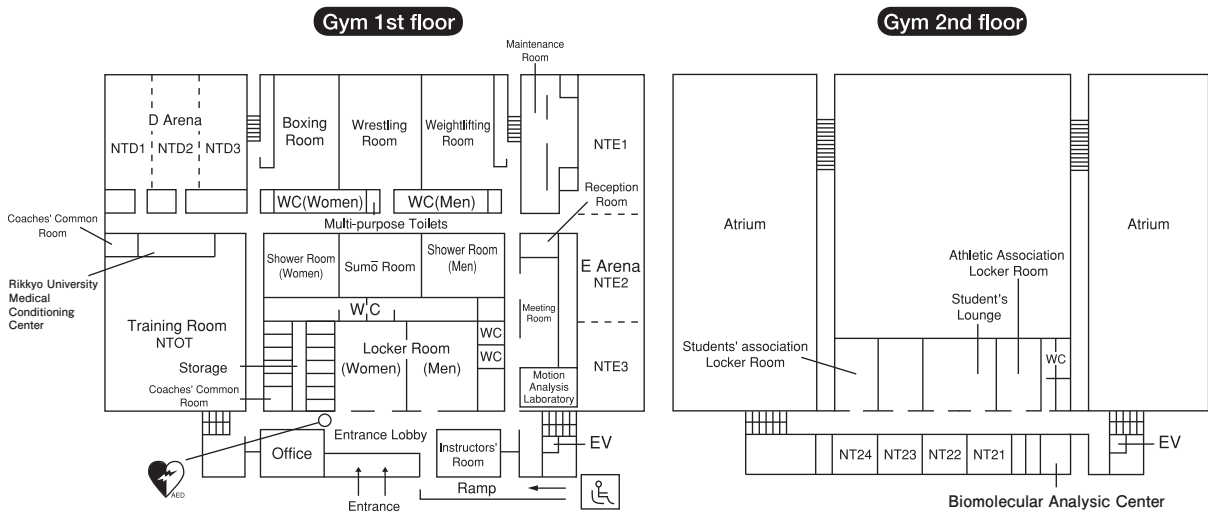 Gym 1st floor
Maintenance
Room
D Arena
NTD1
NTD2
NTD3
Boxing
Room
Wrestling
Room
Weightlifting
Room
NTE1
WC(Women)
WC(Men)
Reception
Room
Multi-purpose Toilets
Coaches' Common
Room
Rikkyo University
Medical
Conditioning
Center
Shower Room
(Women)
Sumō Room
Shower Room
(Men)
E Arena
NTE2
WC
Meeting
Room
Training Room
NTOT
Storage
Locker Room
(Women)
(Men)
WC
WC
NTE3
Coaches' Common
Room
Motion
Analysis
Laboratory
Entrance Lobby
Office
Instructors'
Room
EV
AED
Ramp
Entrance
Gym 2nd floor
Atrium
Atrium
Athletic Association
Locker Room
Student's
Lounge
Students' association
Locker Room
WC
NT24
NT23
NT22
NT21
EV
Biomolecular Analysic Center